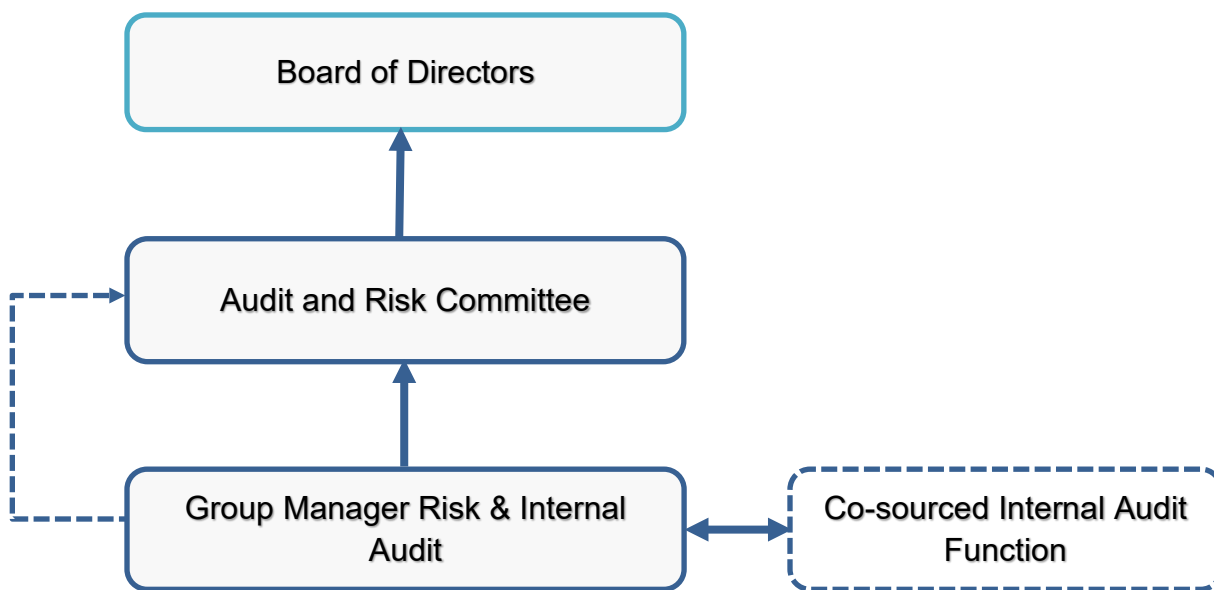 Board of Directors
Audit and Risk Committee
Group Manager Risk & Internal
Audit
Co-sourced Internal Audit
Function